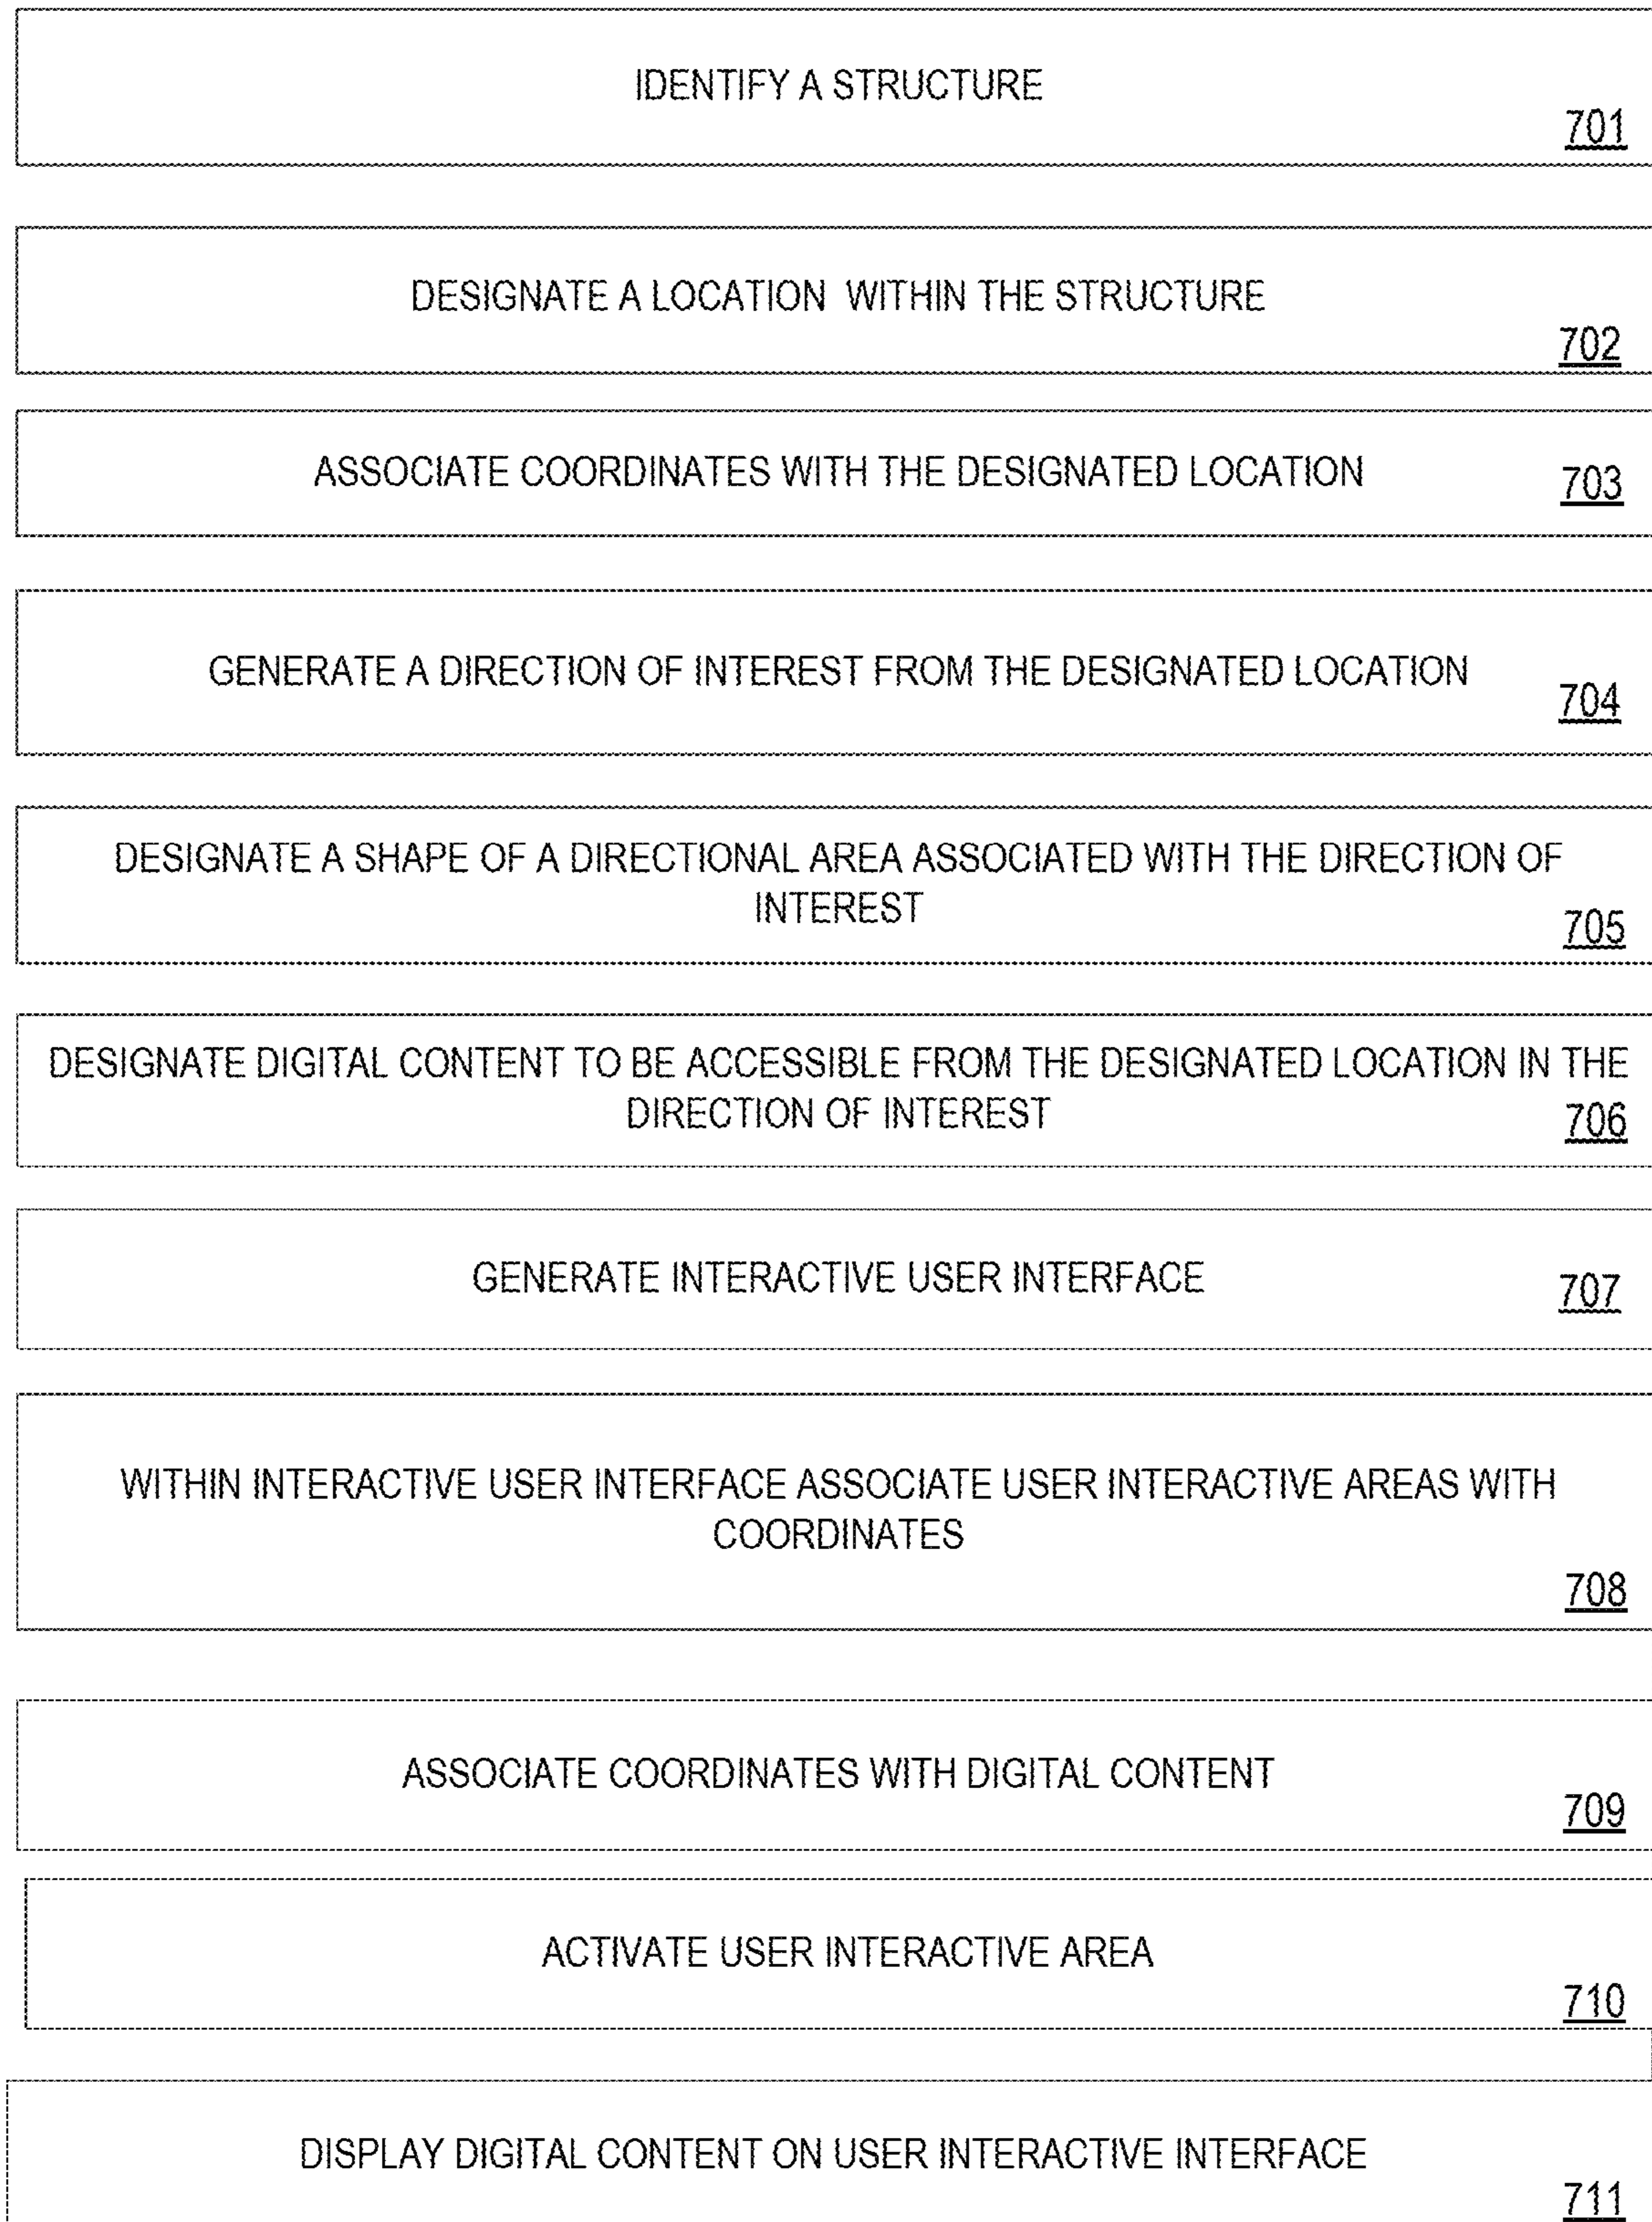 IDENTIFY A STRUCTURE
701
DESIGNATE A LOCATION WITHIN THE STRUCTURE
702
ASSOCIATE COORDINATES WITH THE DESIGNATED LOCATION
703
GENERATE A DIRECTION OF INTEREST FROM THE DESIGNATED LOCATION
704
DESIGNATE A SHAPE OF A DIRECTIONAL AREA ASSOCIATED WITH THE DIRECTION OF
INTEREST
705
DESIGNATE DIGITAL CONTENT TO BE ACCESSIBLE FROM THE DESIGNATED LOCATION IN THE
DIRECTION OF INTEREST
706
GENERATE INTERACTIVE USER INTERFACE
707
WITHIN INTERACTIVE USER INTERFACE ASSOCIATE USER INTERACTIVE AREAS WITH
COORDINATES
708
ASSOCIATE COORDINATES WITH DIGITAL CONTENT
709
ACTIVATE USER INTERACTIVE AREA
710
DISPLAY DIGITAL CONTENT ON USER INTERACTIVE INTERFACE
711